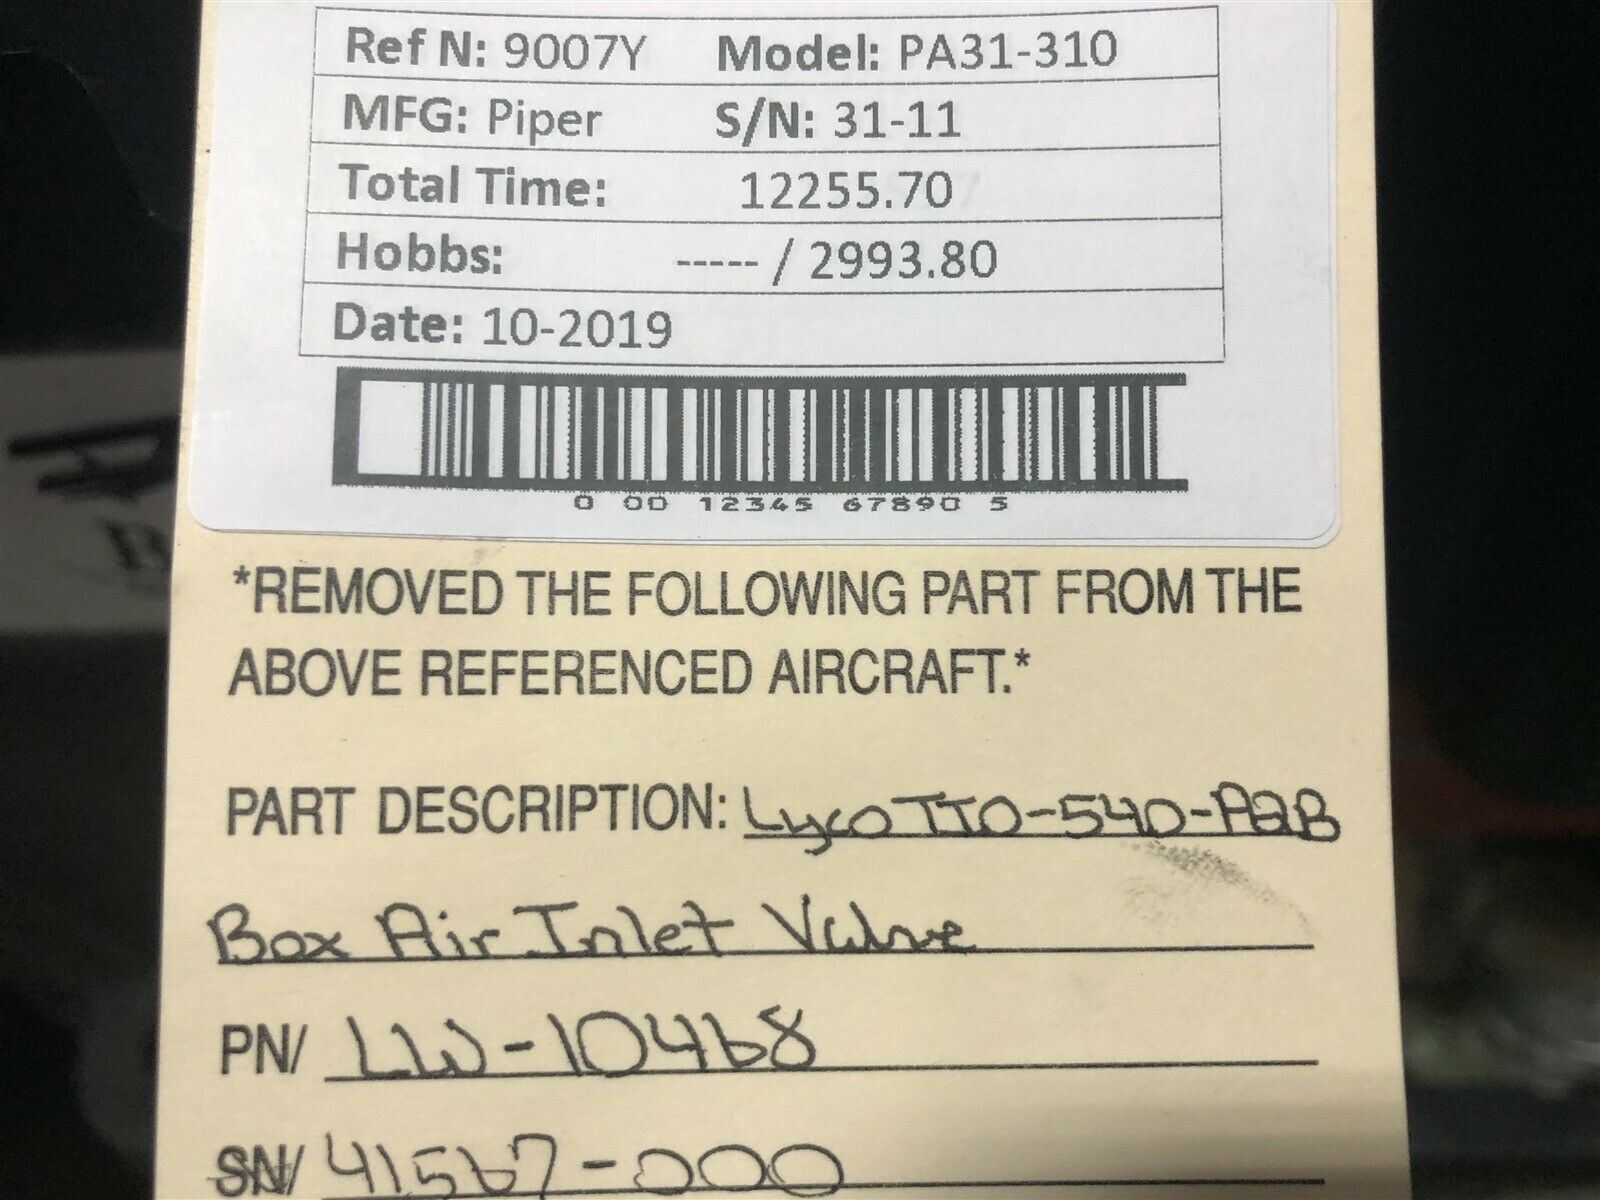 Ref N: 9007Y Model: PA31-310
MFG: Piper S/N: 31-11
Total Time: 12255.70
Hobbs: ----- / 2993.80
Date: 10-2019
0 00 12345 67890 5
*REMOVED THE FOLLOWING PART FROM THE
ABOVE REFERENCED AIRCRAFT.*
PART DESCRIPTION: Lyco TIO-540-A2B
Box Air Inlet Valve
PN/ LW-10468
SN/ 41567-000